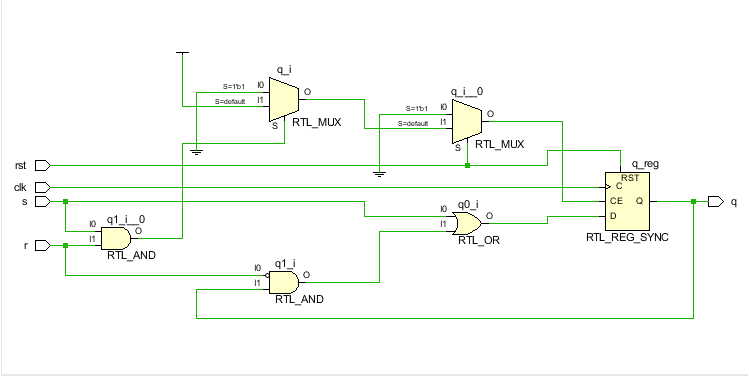 q_i
S=1'b1 I0
S=default I1
O
S
RTL_MUX
q_i__0
S=1'b1 I0
S=default I1
O
S
RTL_MUX
rst
clk
s
r
q1_i__0
I0
I1
O
RTL_AND
q0_i
I0
I1
O
RTL_OR
q1_i
I0
I1
O
RTL_AND
q_reg
RST
C
CE
Q
D
RTL_REG_SYNC
q